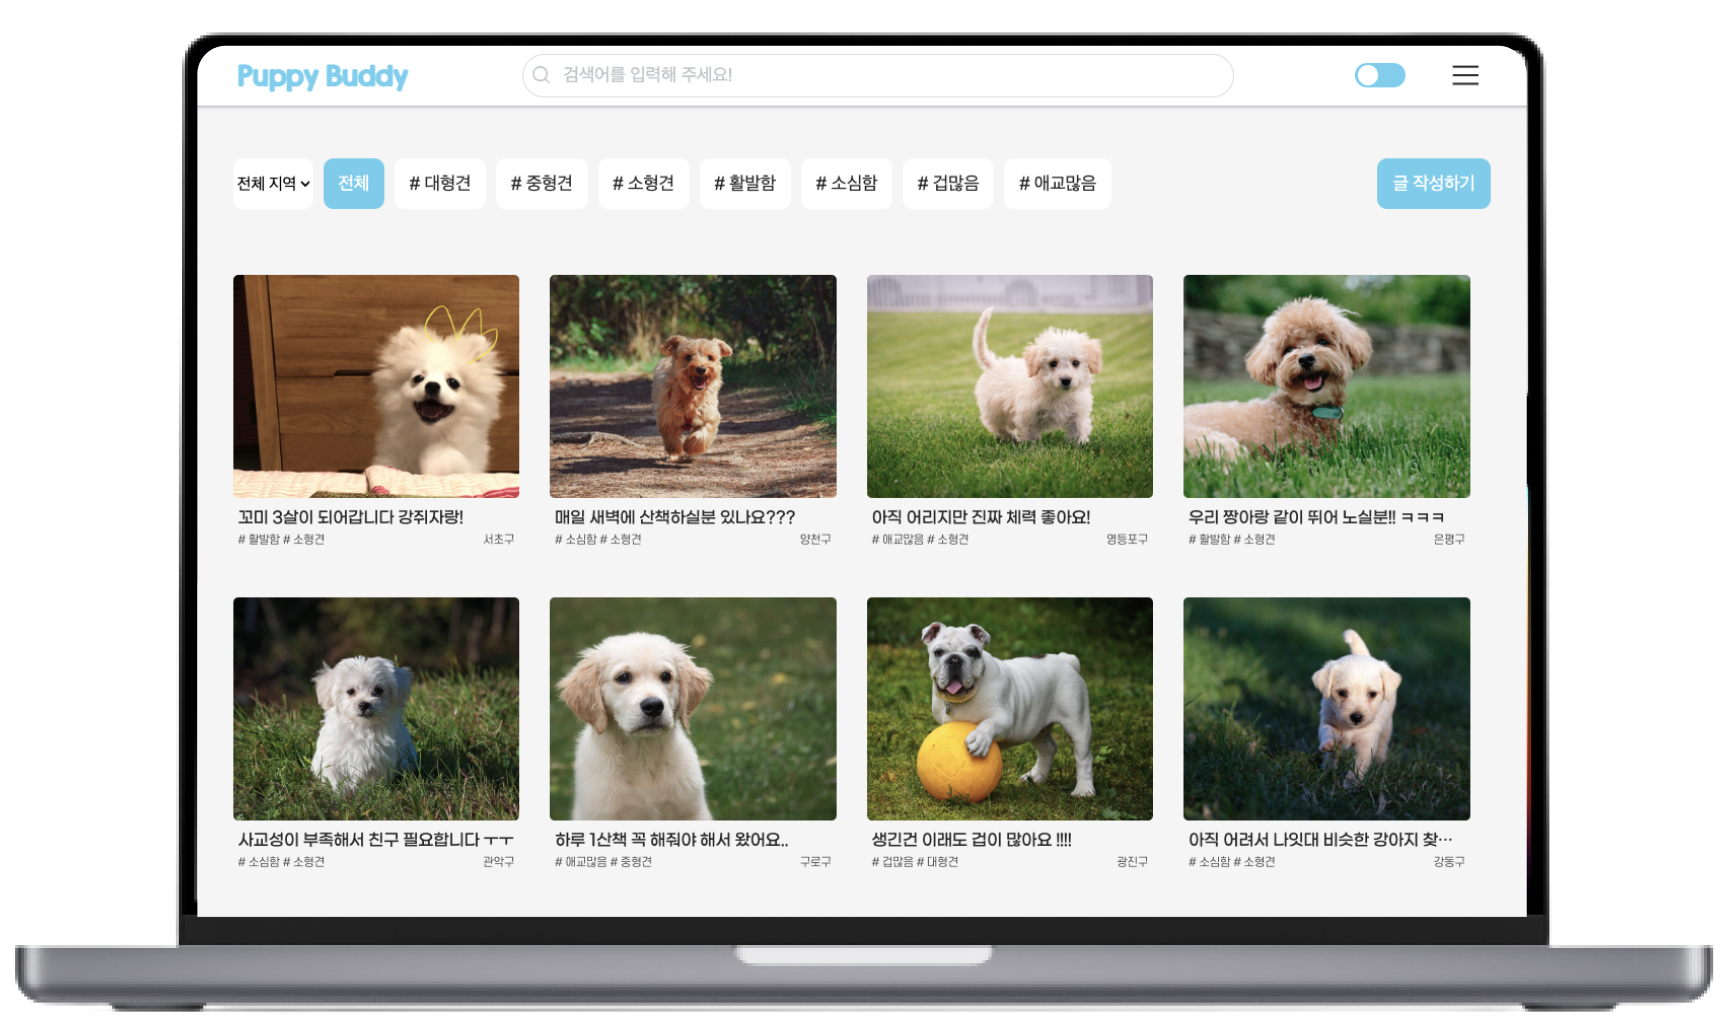 Puppy Buddy
검색어를 입력해 주세요!
전체 지역 전체 # 대형견 # 중형견 # 소형견 # 활발함 # 소심함 # 겁많음 # 애교많음 글 작성하기
꼬미 3살이 되어갑니다 강쥐자랑!
# 활발함 # 소형견 서초구
매일 새벽에 산책하실분 있나요???
# 소심함 # 소형견 양천구
아직 어리지만 진짜 체력 좋아요!
# 애교많음 # 소형견 영등포구
우리 짱아랑 같이 뛰어 노실분!! ㅋㅋㅋ
# 활발함 # 소형견 은평구
사교성이 부족해서 친구 필요합니다 ㅜㅜ
# 소심함 # 소형견 관악구
하루 1산책 꼭 해줘야 해서 왔어요..
# 애교많음 # 중형견 구로구
생긴건 이래도 겁이 많아요 !!!!
# 겁많음 # 대형견 광진구
아직 어려서 나잇대 비슷한 강아지 찾…
# 소심함 # 소형견 강동구